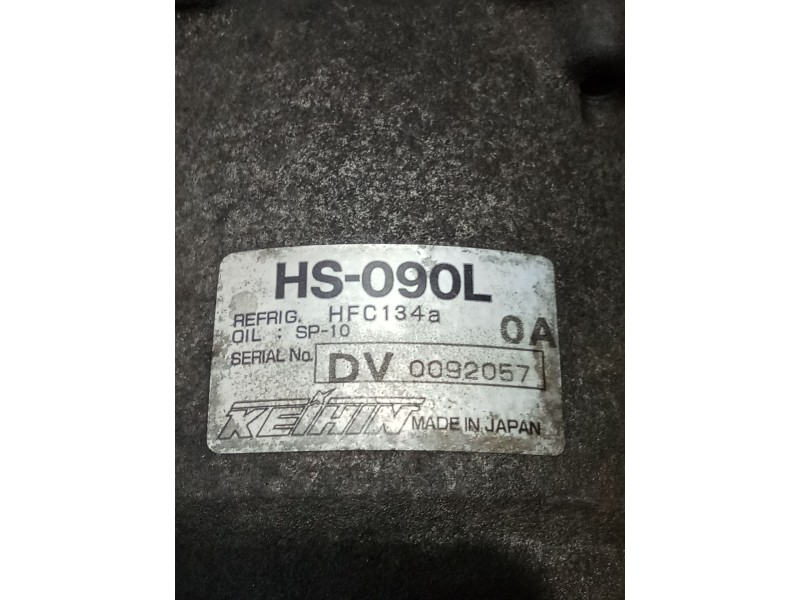 HS-090L
REFRIG. HFC134a
OIL : SP-10 0A
SERIAL No. DV 0092057
KEIHIN MADE IN JAPAN